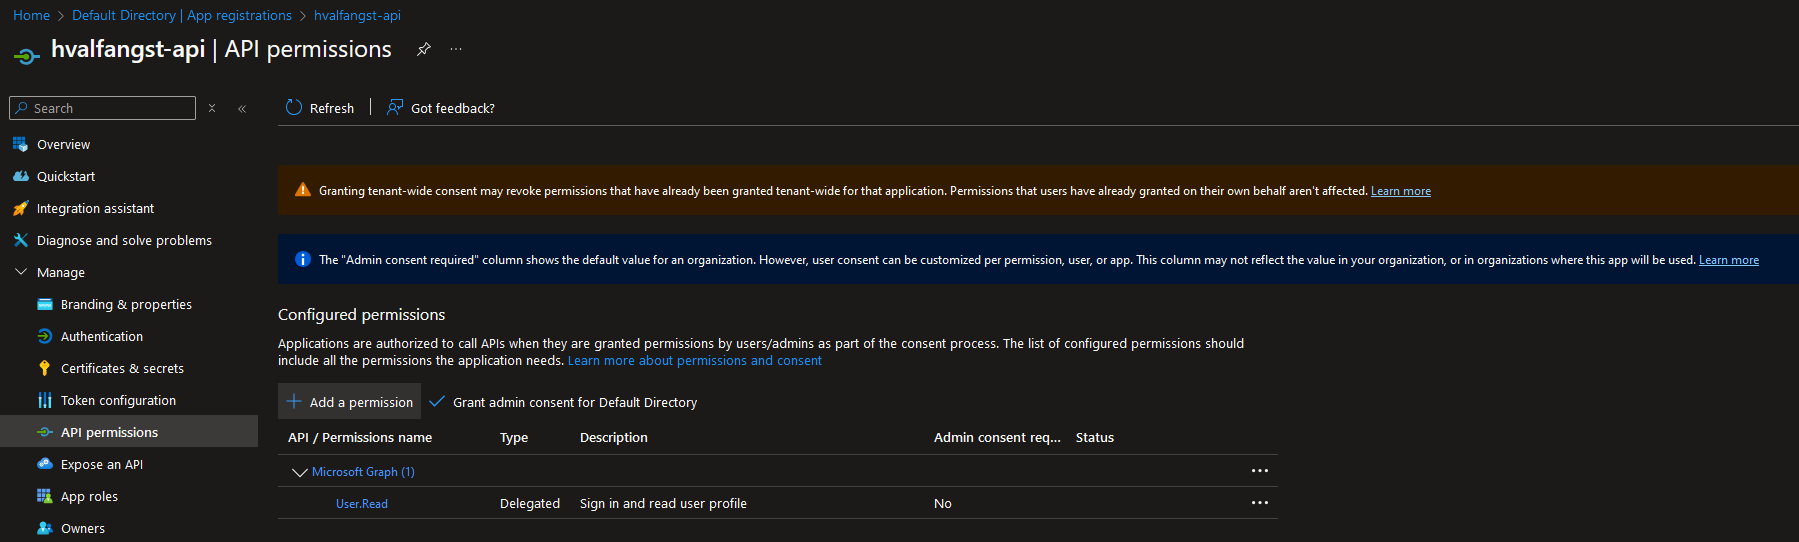 Home > Default Directory | App registrations > hvalfangst-api
hvalfangst-api | API permissions ...
Search
Overview
Quickstart
Integration assistant
Diagnose and solve problems
Manage
Branding & properties
Authentication
Certificates & secrets
Token configuration
API permissions
Expose an API
App roles
Owners
Refresh | Got feedback?
Granting tenant-wide consent may revoke permissions that have already been granted tenant-wide for that application. Permissions that users have already granted on their own behalf aren't affected. Learn more
The "Admin consent required" column shows the default value for an organization. However, user consent can be customized per permission, user, or app. This column may not reflect the value in your organization, or in organizations where this app will be used. Learn more
Configured permissions
Applications are authorized to call APIs when they are granted permissions by users/admins as part of the consent process. The list of configured permissions should
include all the permissions the application needs. Learn more about permissions and consent
Add a permission Grant admin consent for Default Directory
API / Permissions name Type Description Admin consent req... Status
Microsoft Graph (1) ...
User.Read Delegated Sign in and read user profile No ...